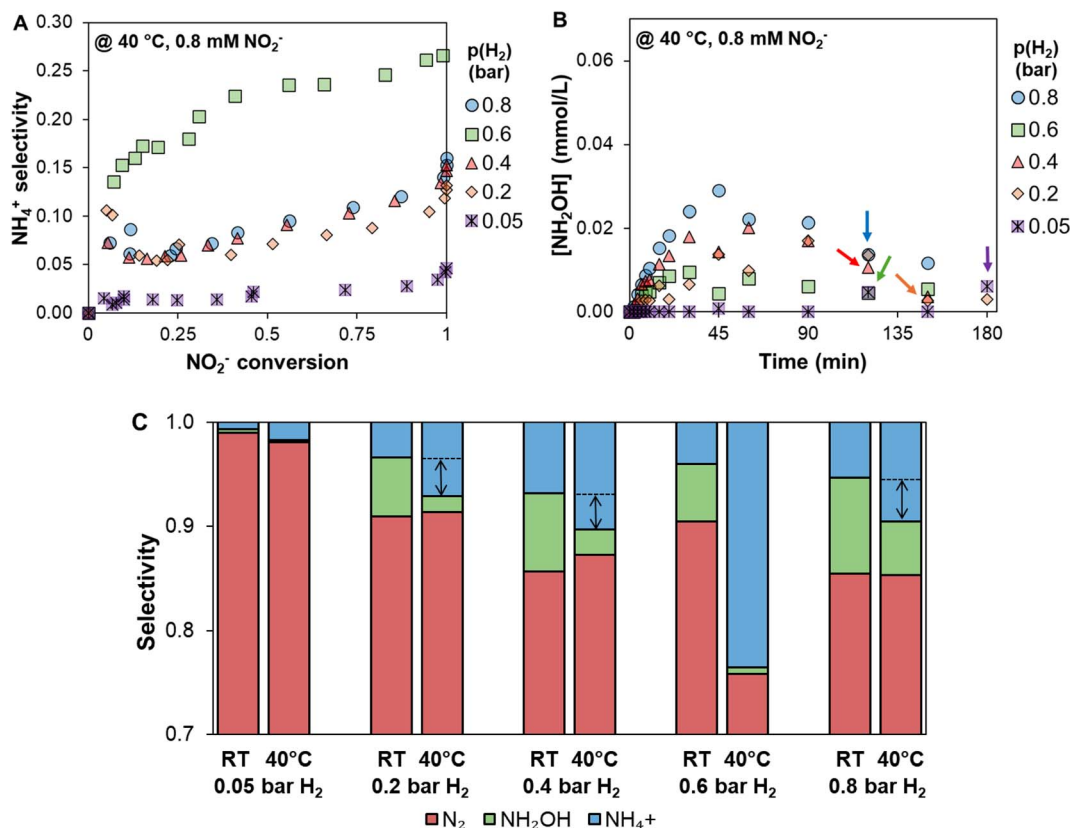 A
@ 40 °C, 0.8 mM NO₂⁻
0.30
0.25
0.20
0.15
0.10
0.05
0.00
NH₄⁺ selectivity
0
0.25
0.5
0.75
1
NO₂⁻ conversion
p(H₂)
(bar)
0.8
0.6
0.4
0.2
0.05
B
@ 40 °C, 0.8 mM NO₂⁻
0.06
0.04
0.02
0.00
[NH₂OH] (mmol/L)
0
45
90
135
180
Time (min)
p(H₂)
(bar)
0.8
0.6
0.4
0.2
0.05
C
1.0
0.9
0.8
0.7
Selectivity
RT 40°C
0.05 bar H₂
RT 40°C
0.2 bar H₂
RT 40°C
0.4 bar H₂
RT 40°C
0.6 bar H₂
RT 40°C
0.8 bar H₂
N₂ NH₂OH NH₄+